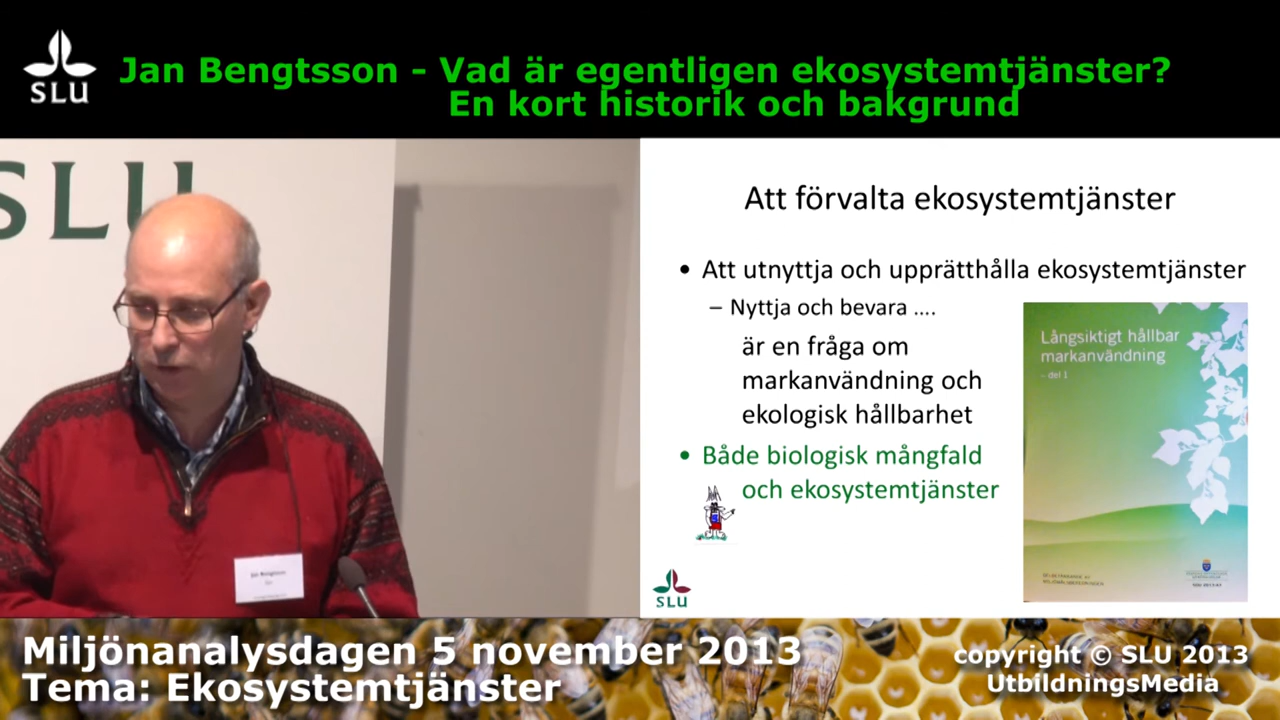 SLU
Jan Bengtsson - Vad är egentligen ekosystemtjänster?
En kort historik och bakgrund
SLU
Att förvalta ekosystemtjänster
• Att utnyttja och upprätthålla ekosystemtjänster
– Nyttja och bevara ....
är en fråga om
markanvändning och
ekologisk hållbarhet
• Både biologisk mångfald
och ekosystemtjänster
Långsiktigt hållbar
markanvändning
– del 1
SLU
Jan Bengtsson
Miljönanalysdagen 5 november 2013
Tema: Ekosystemtjänster
copyright © SLU 2013
UtbildningsMedia